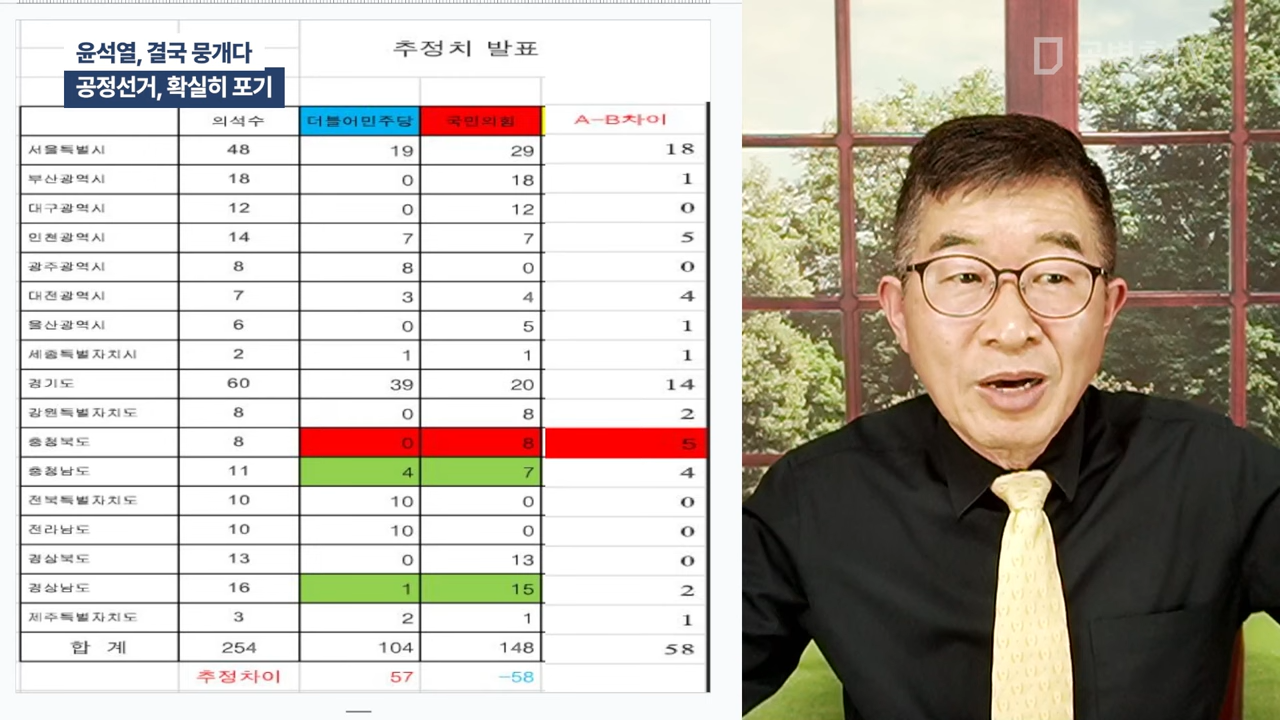 윤석열, 결국 뭉개다
공정선거, 확실히 포기
추정치 발표
의석수 더불어민주당 국민의힘 A-B차이
서울특별시 48 19 29 18
부산광역시 18 0 18 1
대구광역시 12 0 12 0
인천광역시 14 7 7 5
광주광역시 8 8 0 0
대전광역시 7 3 4 4
울산광역시 6 0 5 1
세종특별자치시 2 1 1 1
경기도 60 39 20 14
강원특별자치도 8 0 8 2
충청북도 8 0 8 5
충청남도 11 4 7 4
전북특별자치도 10 10 0 0
전라남도 10 10 0 0
경상북도 13 0 13 0
경상남도 16 1 15 2
제주특별자치도 3 2 1 1
합 계 254 104 148 58
추정차이 57 -58